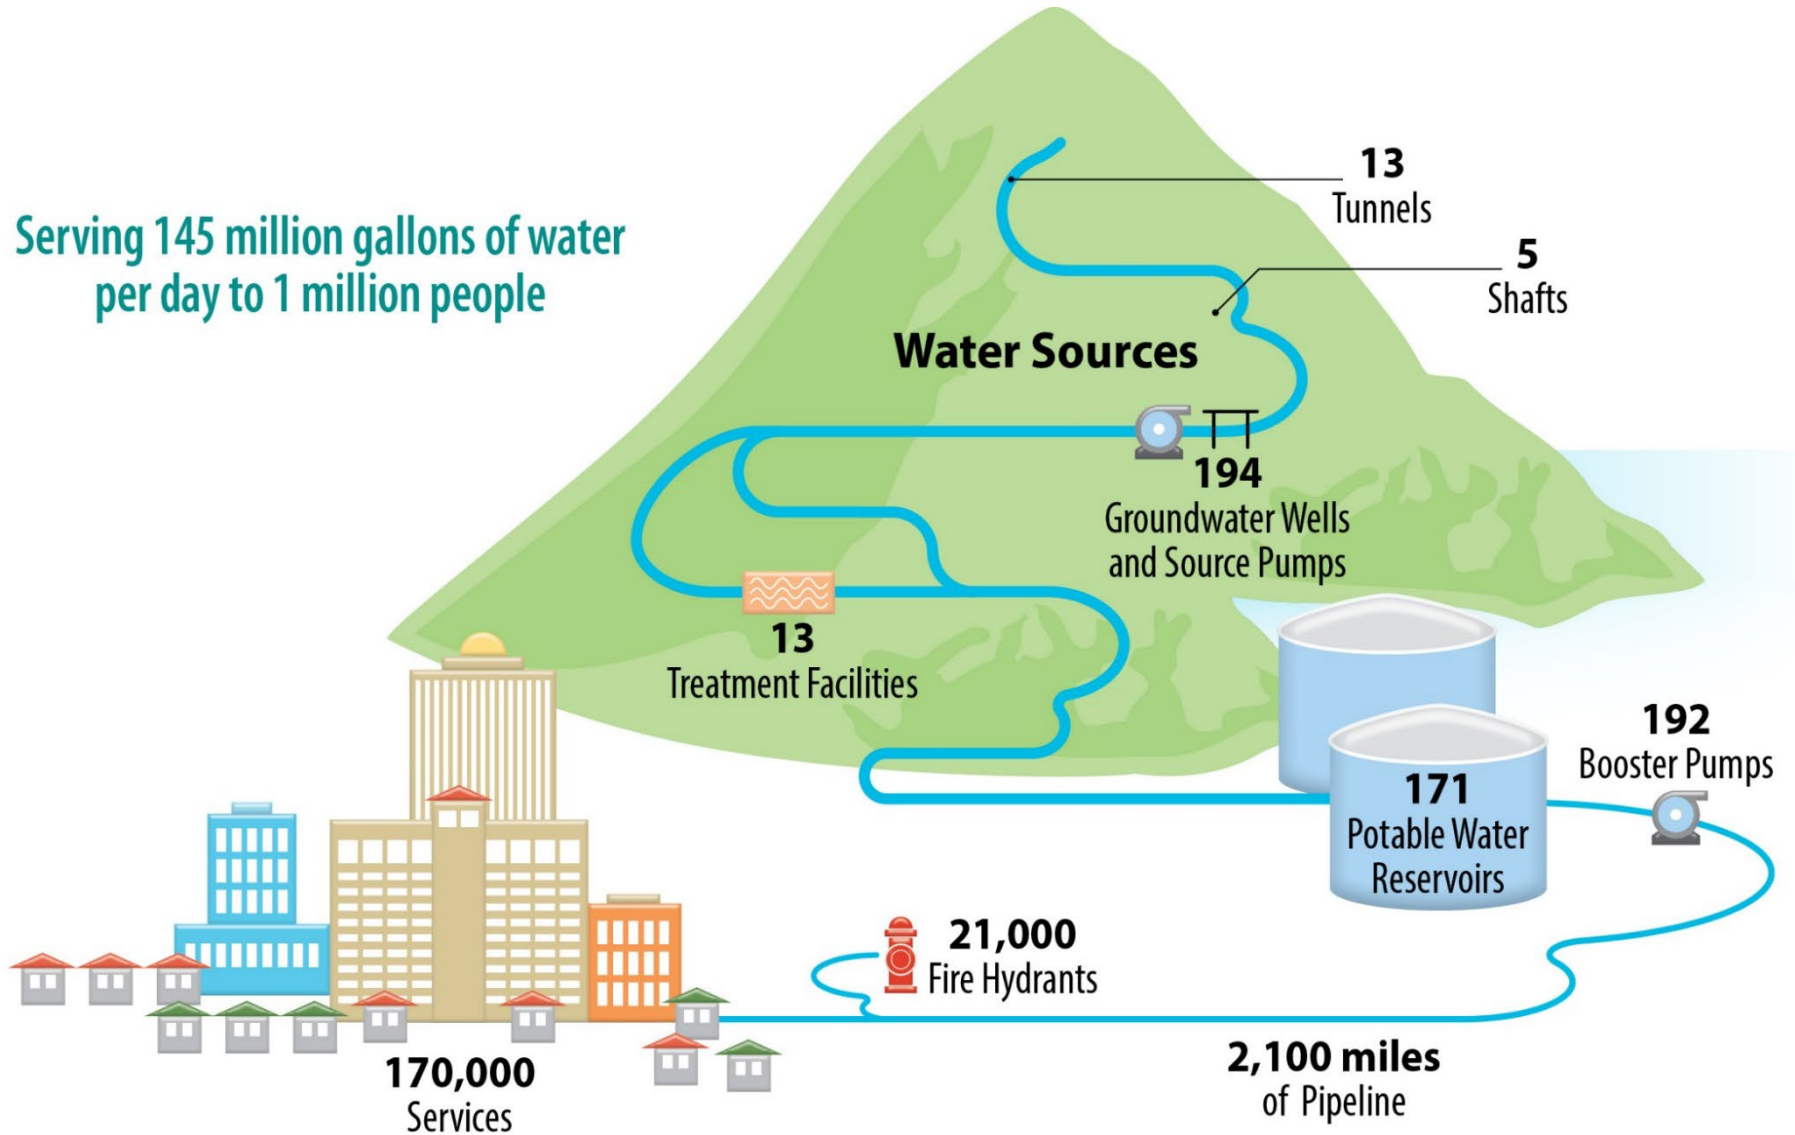 Serving 145 million gallons of water
per day to 1 million people
13
Tunnels
5
Shafts
Water Sources
194
Groundwater Wells
and Source Pumps
13
Treatment Facilities
192
Booster Pumps
171
Potable Water
Reservoirs
21,000
Fire Hydrants
2,100 miles
of Pipeline
170,000
Services